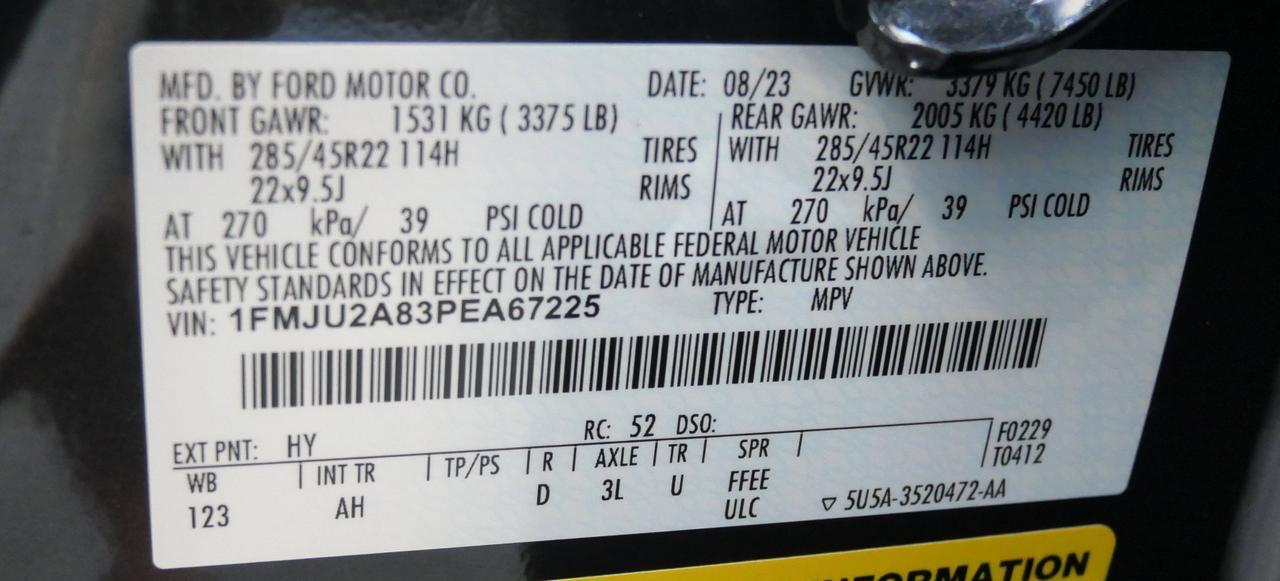 MFD. BY FORD MOTOR CO. DATE: 08/23 GVWR: 3379 KG ( 7450 LB)
FRONT GAWR: 1531 KG ( 3375 LB) REAR GAWR: 2005 KG ( 4420 LB)
WITH 285/45R22 114H TIRES WITH 285/45R22 114H TIRES
22x9.5J RIMS 22x9.5J RIMS
AT 270 kPa/ 39 PSI COLD AT 270 kPa/ 39 PSI COLD
THIS VEHICLE CONFORMS TO ALL APPLICABLE FEDERAL MOTOR VEHICLE
SAFETY STANDARDS IN EFFECT ON THE DATE OF MANUFACTURE SHOWN ABOVE.
VIN: 1FMJU2A83PEA67225 TYPE: MPV
EXT PNT: HY RC: 52 DSO: F0229
WB INT TR TP/PS R AXLE TR SPR T0412
123 AH D 3L U FFEE
ULC ▽ 5U5A-3520472-AA
INFORMATION